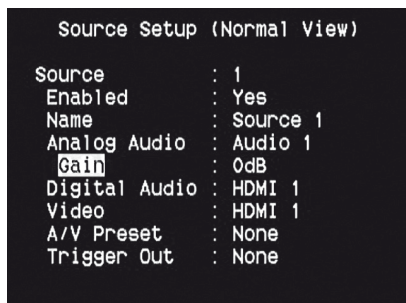 Source Setup (Normal View)
Source : 1
Enabled : Yes
Name : Source 1
Analog Audio : Audio 1
Gain : 0dB
Digital Audio : HDMI 1
Video : HDMI 1
A/V Preset : None
Trigger Out : None